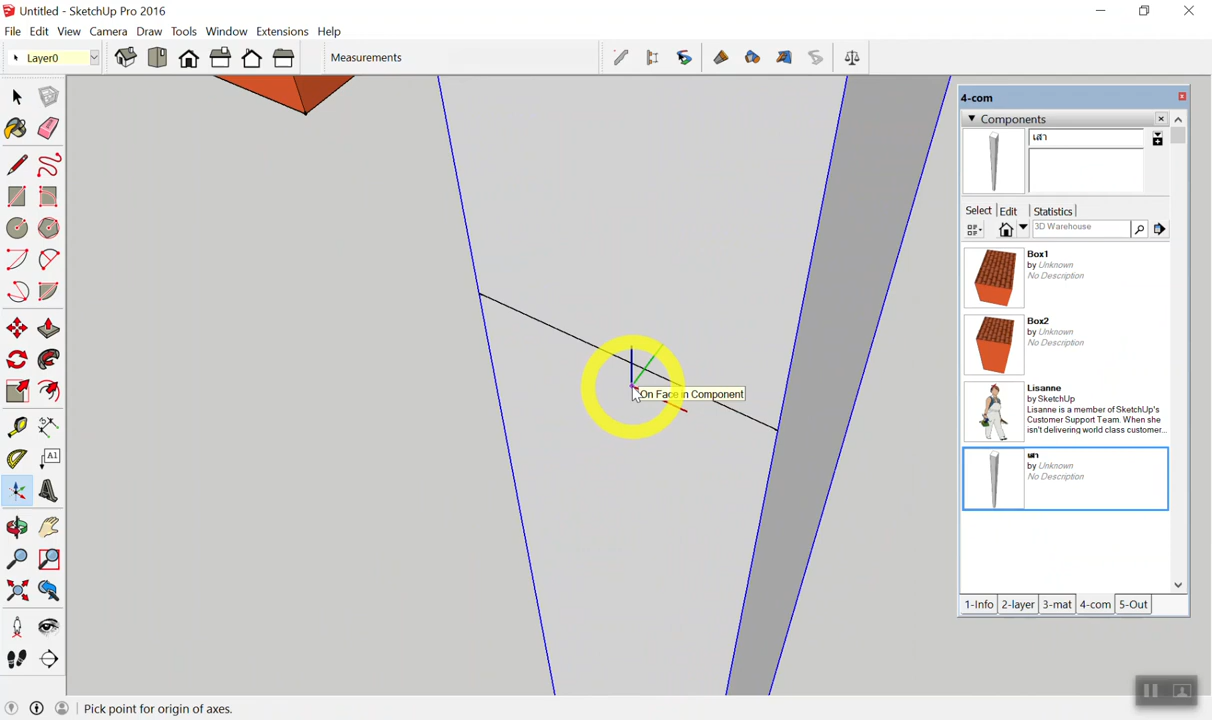 Untitled - SketchUp Pro 2016
File Edit View Camera Draw Tools Window Extensions Help
Layer0
Measurements
4-com
Components
เสา
Select Edit Statistics
3D Warehouse
Box1
by Unknown
No Description
Box2
by Unknown
No Description
Lisanne
by SketchUp
Lisanne is a member of SketchUp's
Customer Support Team. When she
isn't delivering world class customer...
เสา
by Unknown
No Description
On Face in Component
A1
1-Info 2-layer 3-mat 4-com 5-Out
Pick point for origin of axes.